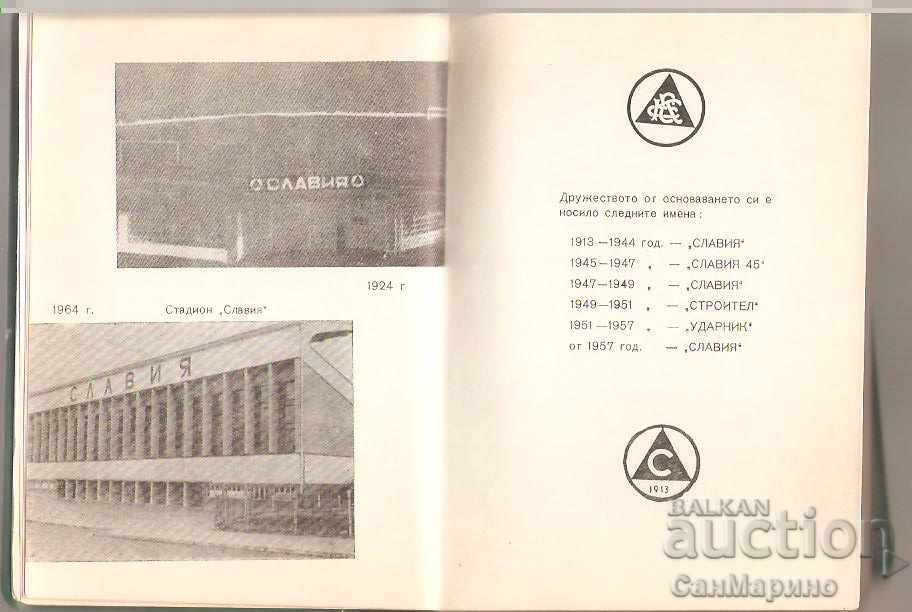 ОСЛАВИЯО
1924 г
1964 г.
Стадион „Славия“
СЛАВИЯ
Дружеството от основаването си е
носило следните имена:
1913—1944 год. — „СЛАВИЯ“
1945—1947 „ — „СЛАВИЯ 45“
1947—1949 „ — „СЛАВИЯ“
1949—1951 „ — „СТРОИТЕЛ“
1951—1957 „ — „УДАРНИК“
от 1957 год. — „СЛАВИЯ“
С
1913
BALKAN
auction
СанМарино